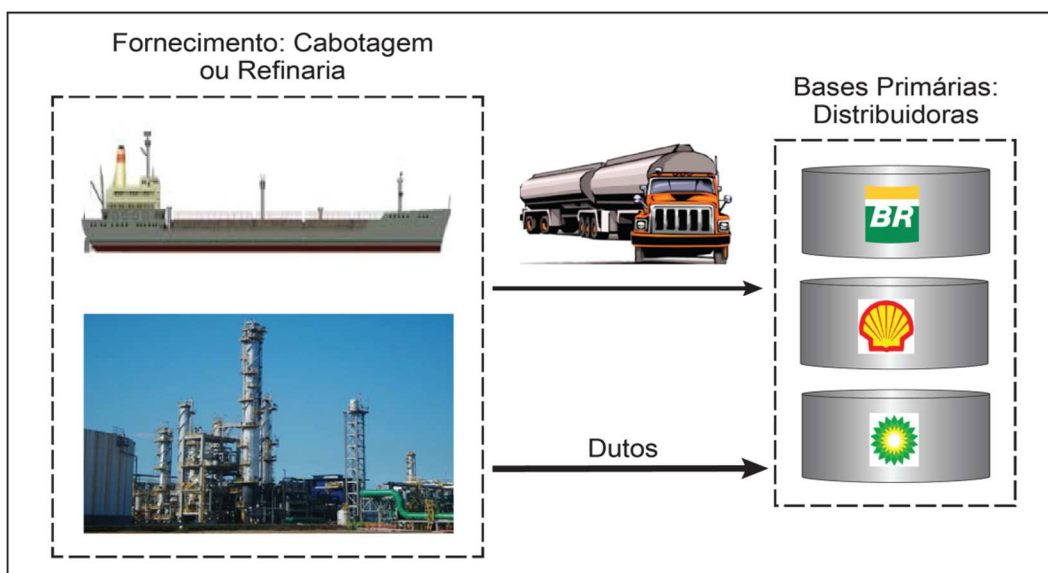 Fornecimento: Cabotagem
ou Refinaria
Bases Primárias:
Distribuidoras
BR
Dutos